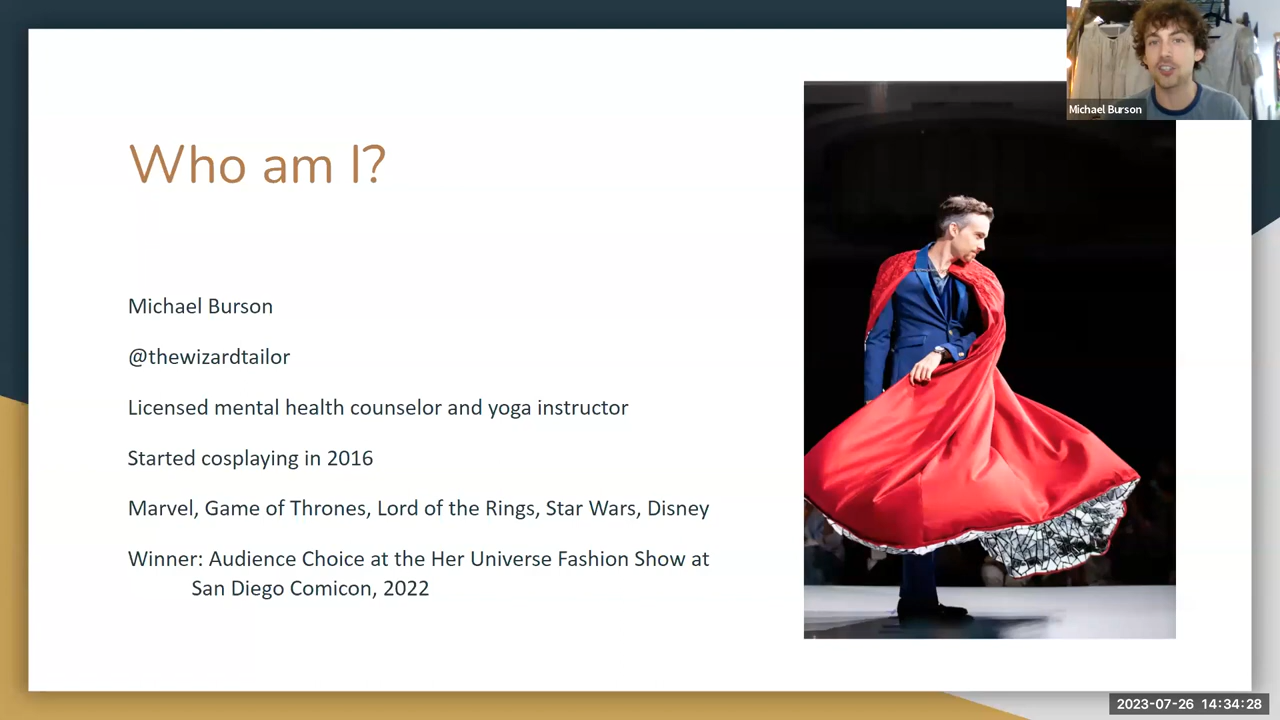 Michael Burson
Who am I?
Michael Burson
@thewizardtailor
Licensed mental health counselor and yoga instructor
Started cosplaying in 2016
Marvel, Game of Thrones, Lord of the Rings, Star Wars, Disney
Winner: Audience Choice at the Her Universe Fashion Show at
San Diego Comicon, 2022
2023-07-26 14:34:28